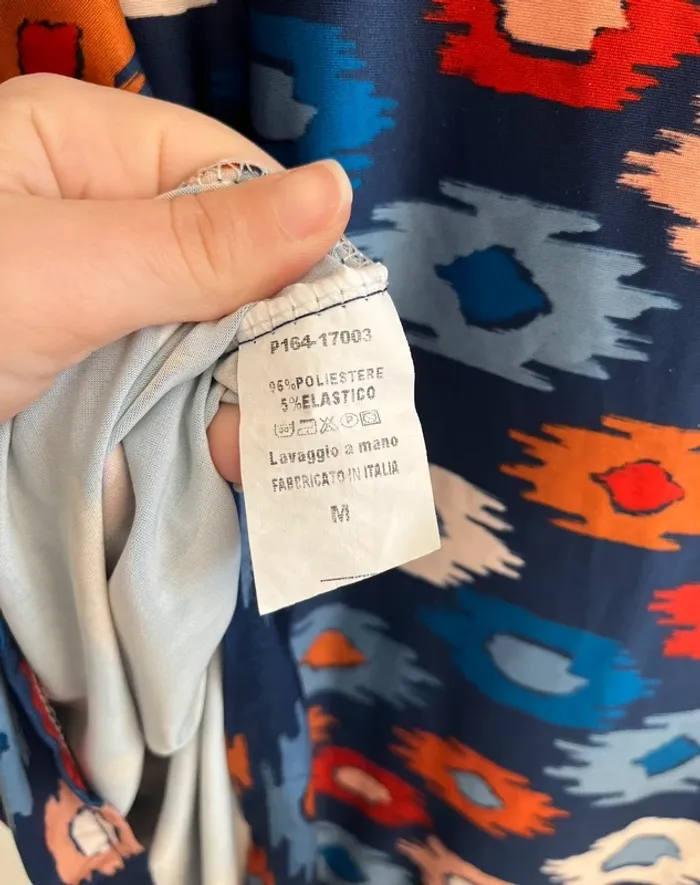 P164-17003
95%POLIESTERE
5%ELASTICO
Lavaggio a mano
FABBRICATO IN ITALIA
M